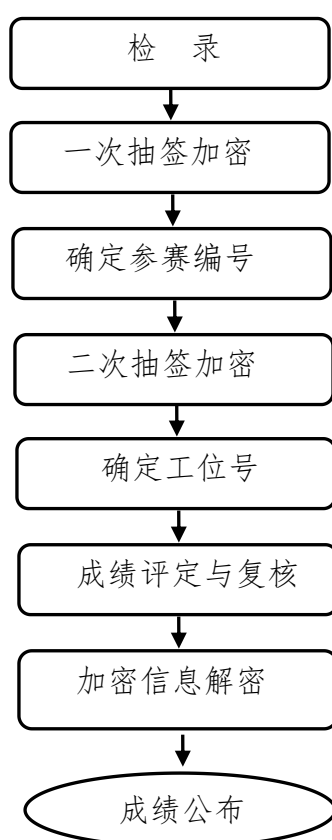 检 录
一次抽签加密
确定参赛编号
二次抽签加密
确定工位号
成绩评定与复核
加密信息解密
成绩公布